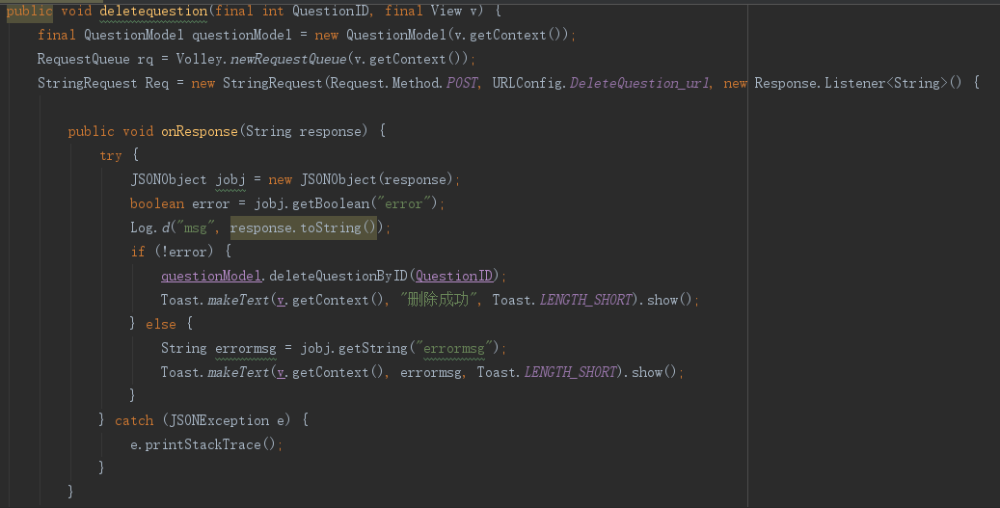 public void deletequestion(final int QuestionID, final View v) {
final QuestionModel questionModel = new QuestionModel(v.getContext());
RequestQueue rq = Volley.newRequestQueue(v.getContext());
StringRequest Req = new StringRequest(Request.Method.POST, URLConfig.DeleteQuestion_url, new Response.Listener<String>() {
public void onResponse(String response) {
try {
JSONObject jobj = new JSONObject(response);
boolean error = jobj.getBoolean("error");
Log.d("msg", response.toString());
if (!error) {
questionModel.deleteQuestionByID(QuestionID);
Toast.makeText(v.getContext(), "删除成功", Toast.LENGTH_SHORT).show();
} else {
String errormsg = jobj.getString("errormsg");
Toast.makeText(v.getContext(), errormsg, Toast.LENGTH_SHORT).show();
}
} catch (JSONException e) {
e.printStackTrace();
}
}